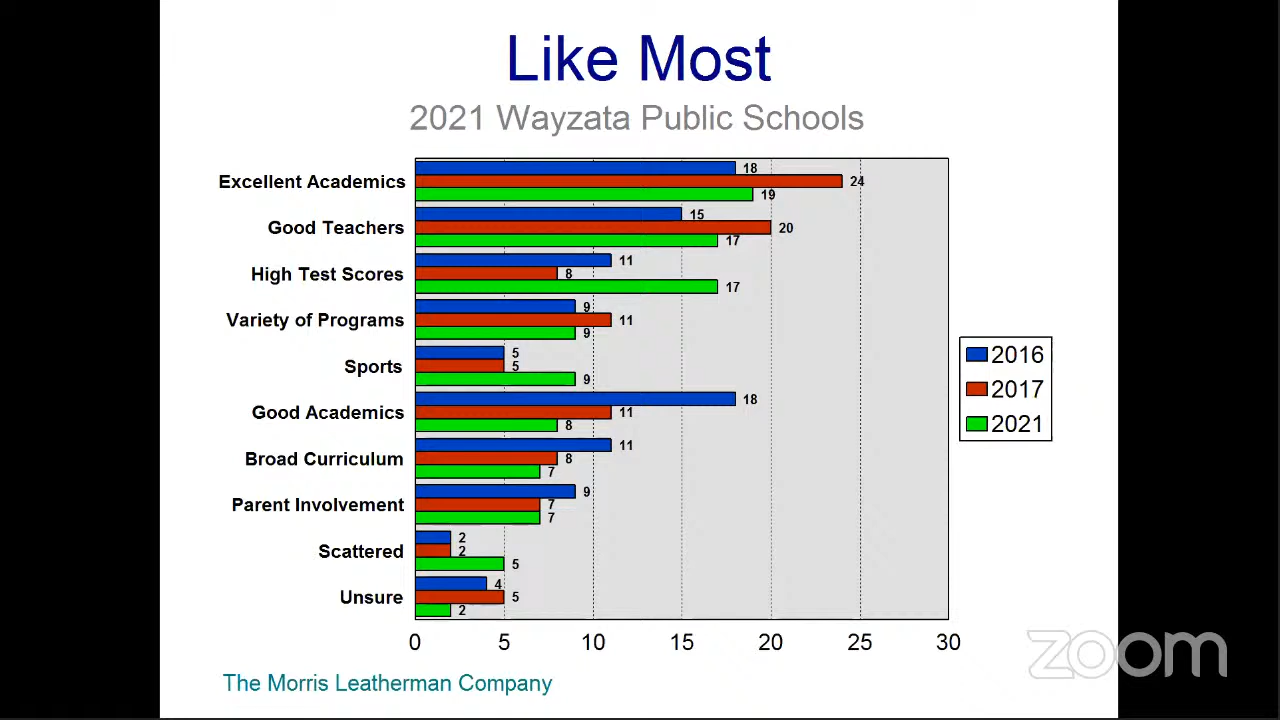 Like Most
2021 Wayzata Public Schools
Excellent Academics
18
24
19
Good Teachers
15
20
17
High Test Scores
11
8
17
Variety of Programs
9
11
9
Sports
5
5
9
Good Academics
18
11
8
Broad Curriculum
11
8
7
Parent Involvement
9
7
7
Scattered
2
2
5
Unsure
4
5
2
0 5 10 15 20 25 30
2016
2017
2021
The Morris Leatherman Company
zoom